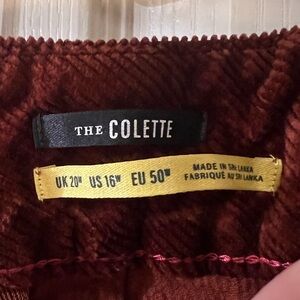 THE COLETTE
UK 20W US 16W EU 50W MADE IN SRI LANKA
FABRIQUÉ AU SRI LANKA